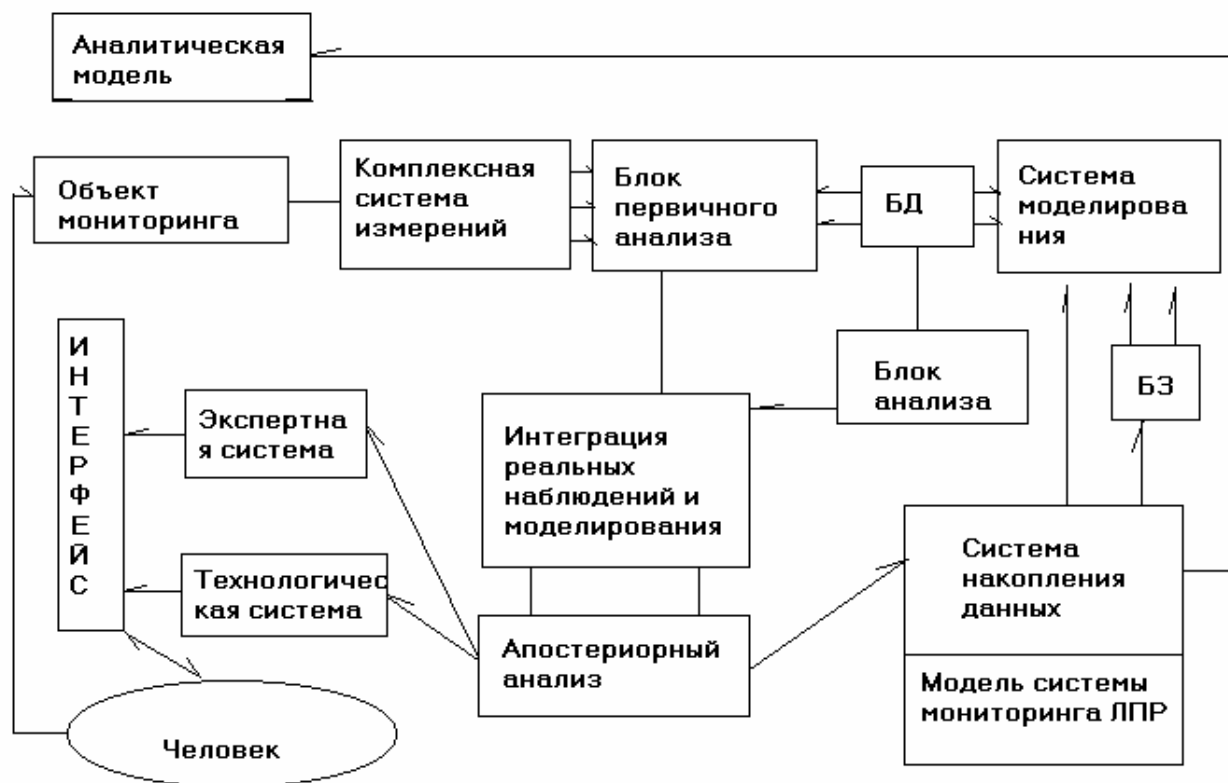 Аналитическая
модель
Объект
мониторинга
Комплексная
система
измерений
Блок
первичного
анализа
БД
Система
моделирова
ния
И
Н
Т
Е
Р
Ф
Е
Й
С
Экспертна
я система
Блок
анализа
БЗ
Интеграция
реальных
наблюдений и
моделирования
Технологичес
кая система
Система
накопления
данных
Апостериорный
анализ
Модель системы
мониторинга ЛПР
Человек